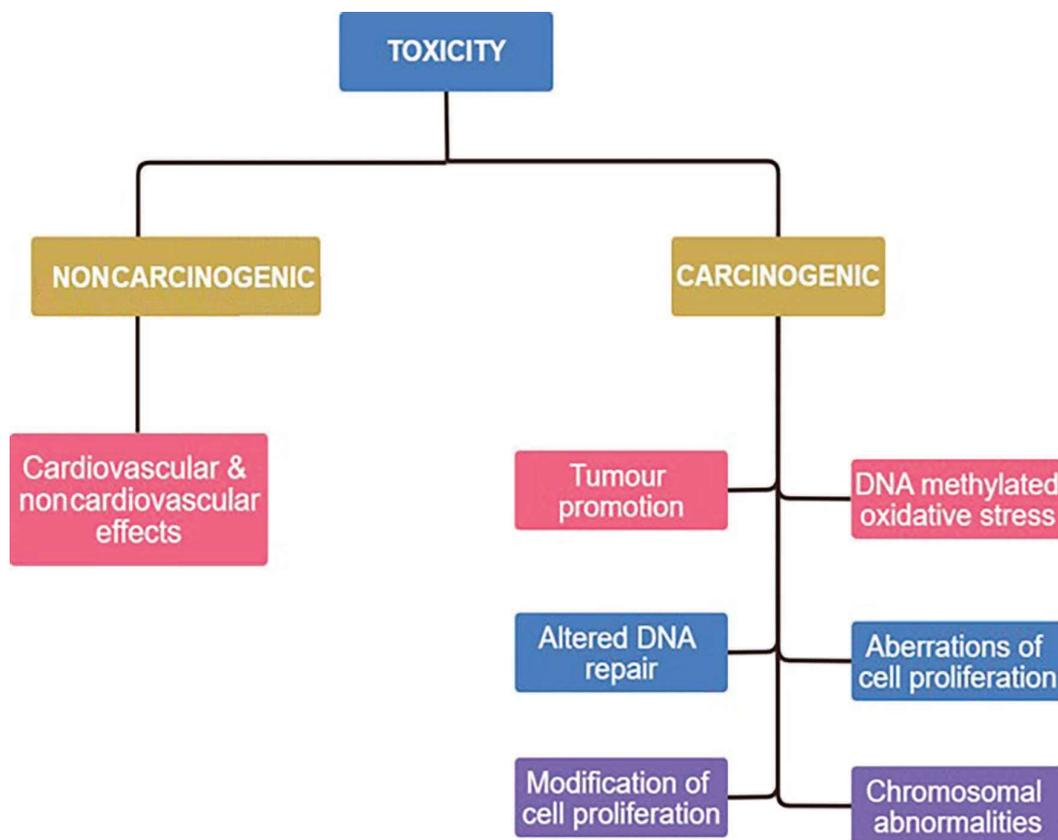 TOXICITY
NONCARCINOGENIC
CARCINOGENIC
Cardiovascular &
noncardiovascular
effects
Tumour
promotion
DNA methylated
oxidative stress
Altered DNA
repair
Aberrations of
cell proliferation
Modification of
cell proliferation
Chromosomal
abnormalities